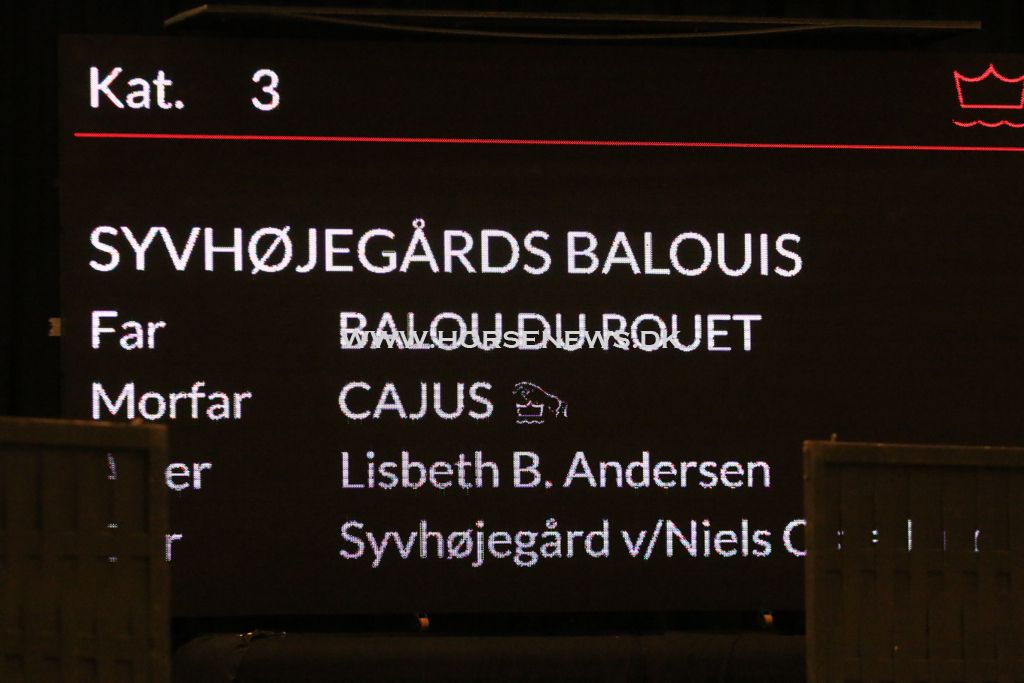 Kat. 3
SYVHØJEGÅRDS BALOUIS
Far BALOU DU ROUET
WWW.HORSENEWS.DK
Morfar CAJUS
Lisbeth B. Andersen
Syvhøjegård v/Niels